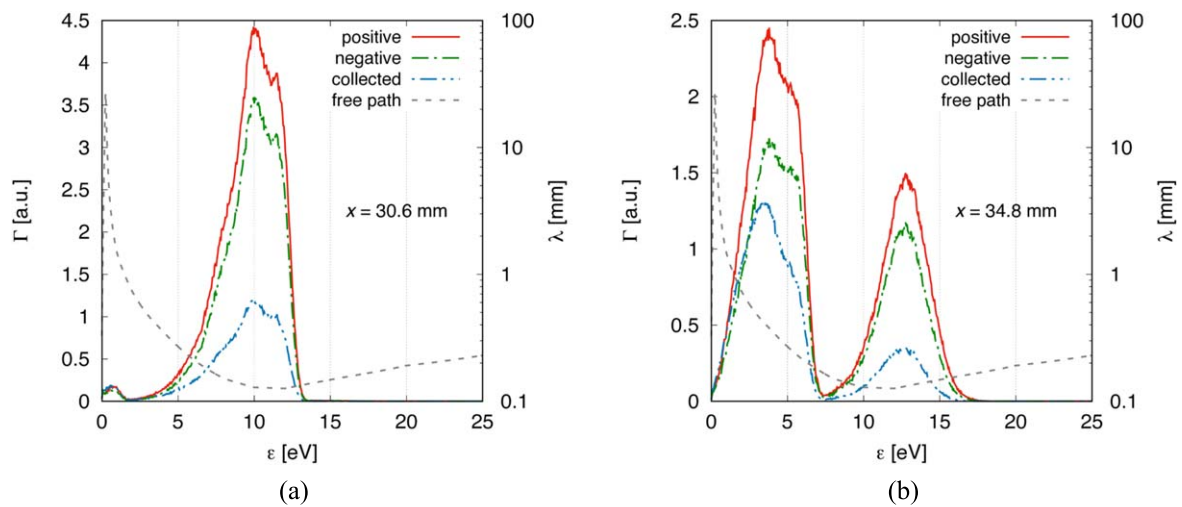 4.5
4
3.5
3
2.5
2
1.5
1
0.5
0
Γ [a.u.]
positive
negative
collected
free path
x = 30.6 mm
100
10
1
0.1
λ [mm]
0 5 10 15 20 25
ε [eV]
(a)
2.5
2
1.5
1
0.5
0
Γ [a.u.]
positive
negative
collected
free path
x = 34.8 mm
100
10
1
0.1
λ [mm]
0 5 10 15 20 25
ε [eV]
(b)